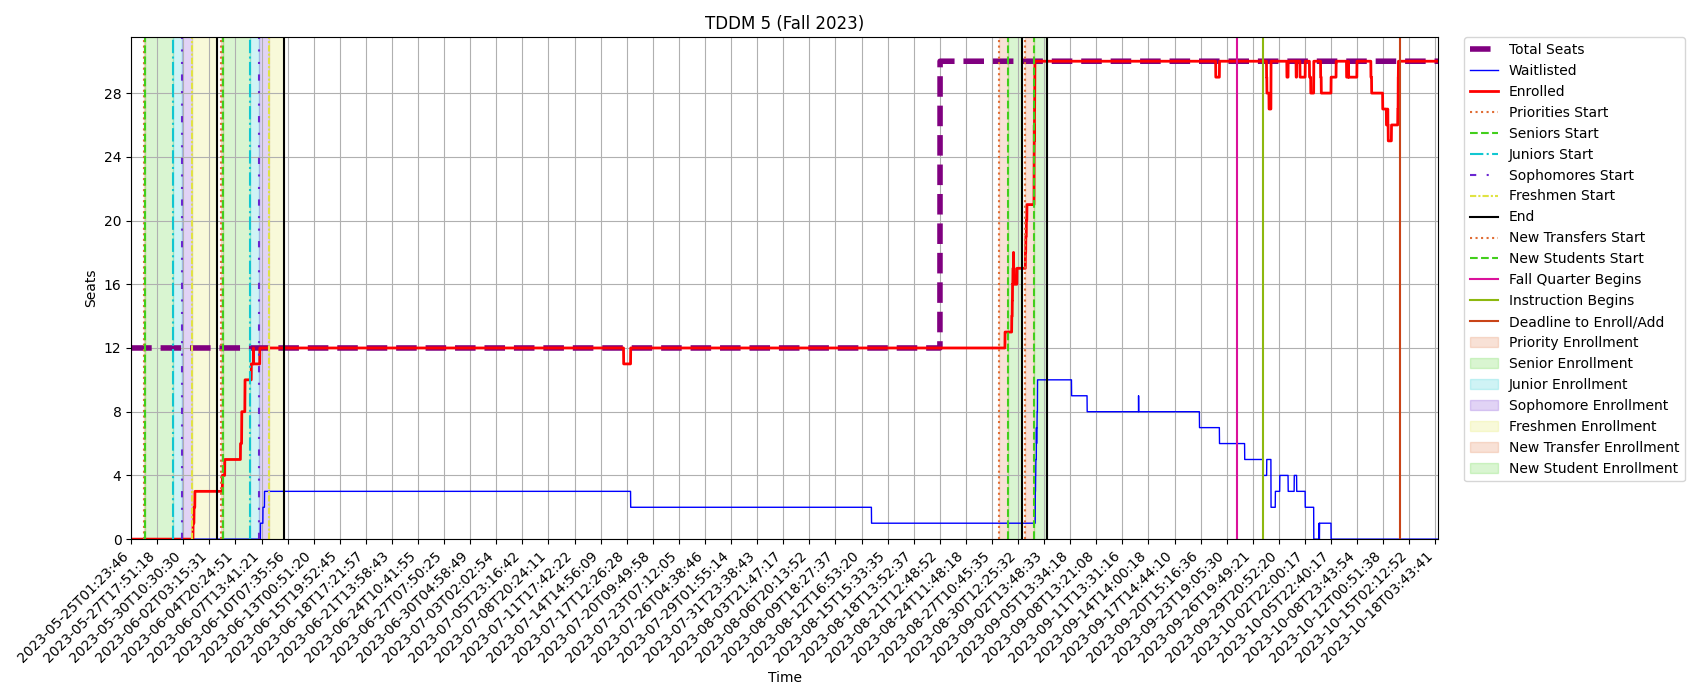 TDDM 5 (Fall 2023)
Seats
28
24
20
16
12
8
4
0
2023-05-25T01:23:46
2023-05-27T17:51:18
2023-05-30T10:30:30
2023-06-02T03:15:31
2023-06-04T20:24:51
2023-06-07T13:41:21
2023-06-10T07:35:56
2023-06-13T00:51:20
2023-06-15T19:52:45
2023-06-18T17:21:57
2023-06-21T13:58:43
2023-06-24T10:41:55
2023-06-27T07:50:25
2023-06-30T04:58:49
2023-07-03T02:02:54
2023-07-05T23:16:42
2023-07-08T20:24:11
2023-07-11T17:42:22
2023-07-14T14:56:09
2023-07-17T12:26:28
2023-07-20T09:49:58
2023-07-23T07:12:05
2023-07-26T04:38:46
2023-07-29T01:55:14
2023-07-31T23:38:43
2023-08-03T21:47:17
2023-08-06T20:13:52
2023-08-09T18:27:37
2023-08-12T16:53:20
2023-08-15T15:33:35
2023-08-18T13:52:37
2023-08-21T12:48:52
2023-08-24T11:48:18
2023-08-27T10:45:35
2023-08-30T12:25:32
2023-09-02T13:48:33
2023-09-05T13:34:18
2023-09-08T13:21:08
2023-09-11T13:31:16
2023-09-14T14:00:18
2023-09-17T14:44:10
2023-09-20T15:16:36
2023-09-23T19:05:30
2023-09-26T19:49:21
2023-09-29T20:52:20
2023-10-02T22:00:17
2023-10-05T22:40:17
2023-10-08T23:43:54
2023-10-12T00:51:38
2023-10-15T02:12:52
2023-10-18T03:43:41
Time
Total Seats
Waitlisted
Enrolled
Priorities Start
Seniors Start
Juniors Start
Sophomores Start
Freshmen Start
End
New Transfers Start
New Students Start
Fall Quarter Begins
Instruction Begins
Deadline to Enroll/Add
Priority Enrollment
Senior Enrollment
Junior Enrollment
Sophomore Enrollment
Freshmen Enrollment
New Transfer Enrollment
New Student Enrollment